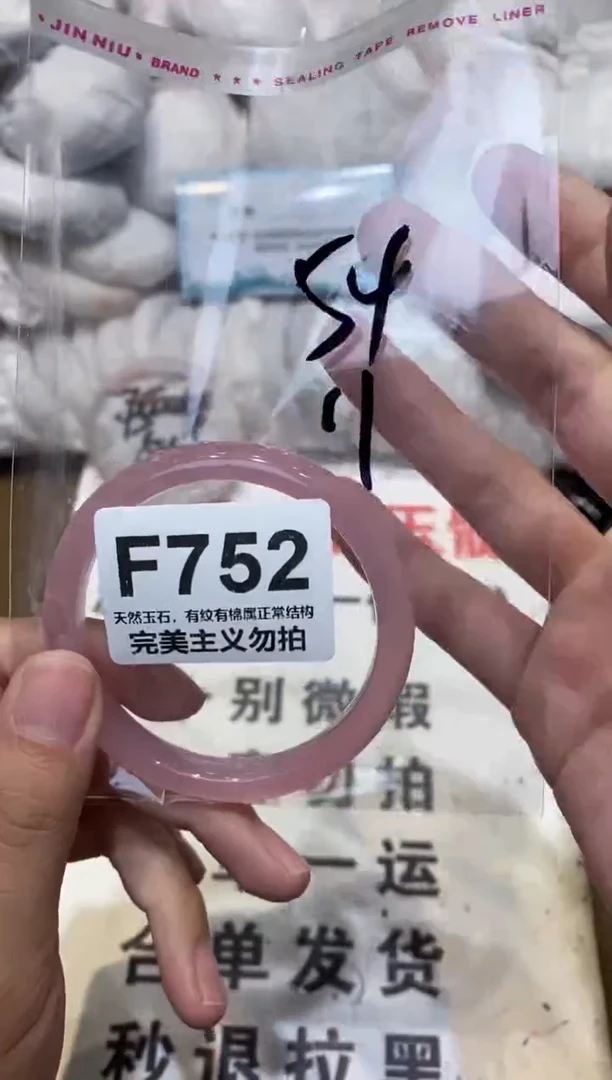 JIN NIU BRAND ★ ★ ★ SEALING TAPE REMOVE LINER
54
F752
天然玉石,有纹有棉属正常结构
完美主义勿拍
别微瑕
勿拍
一运
合单发货
秒退拉黑